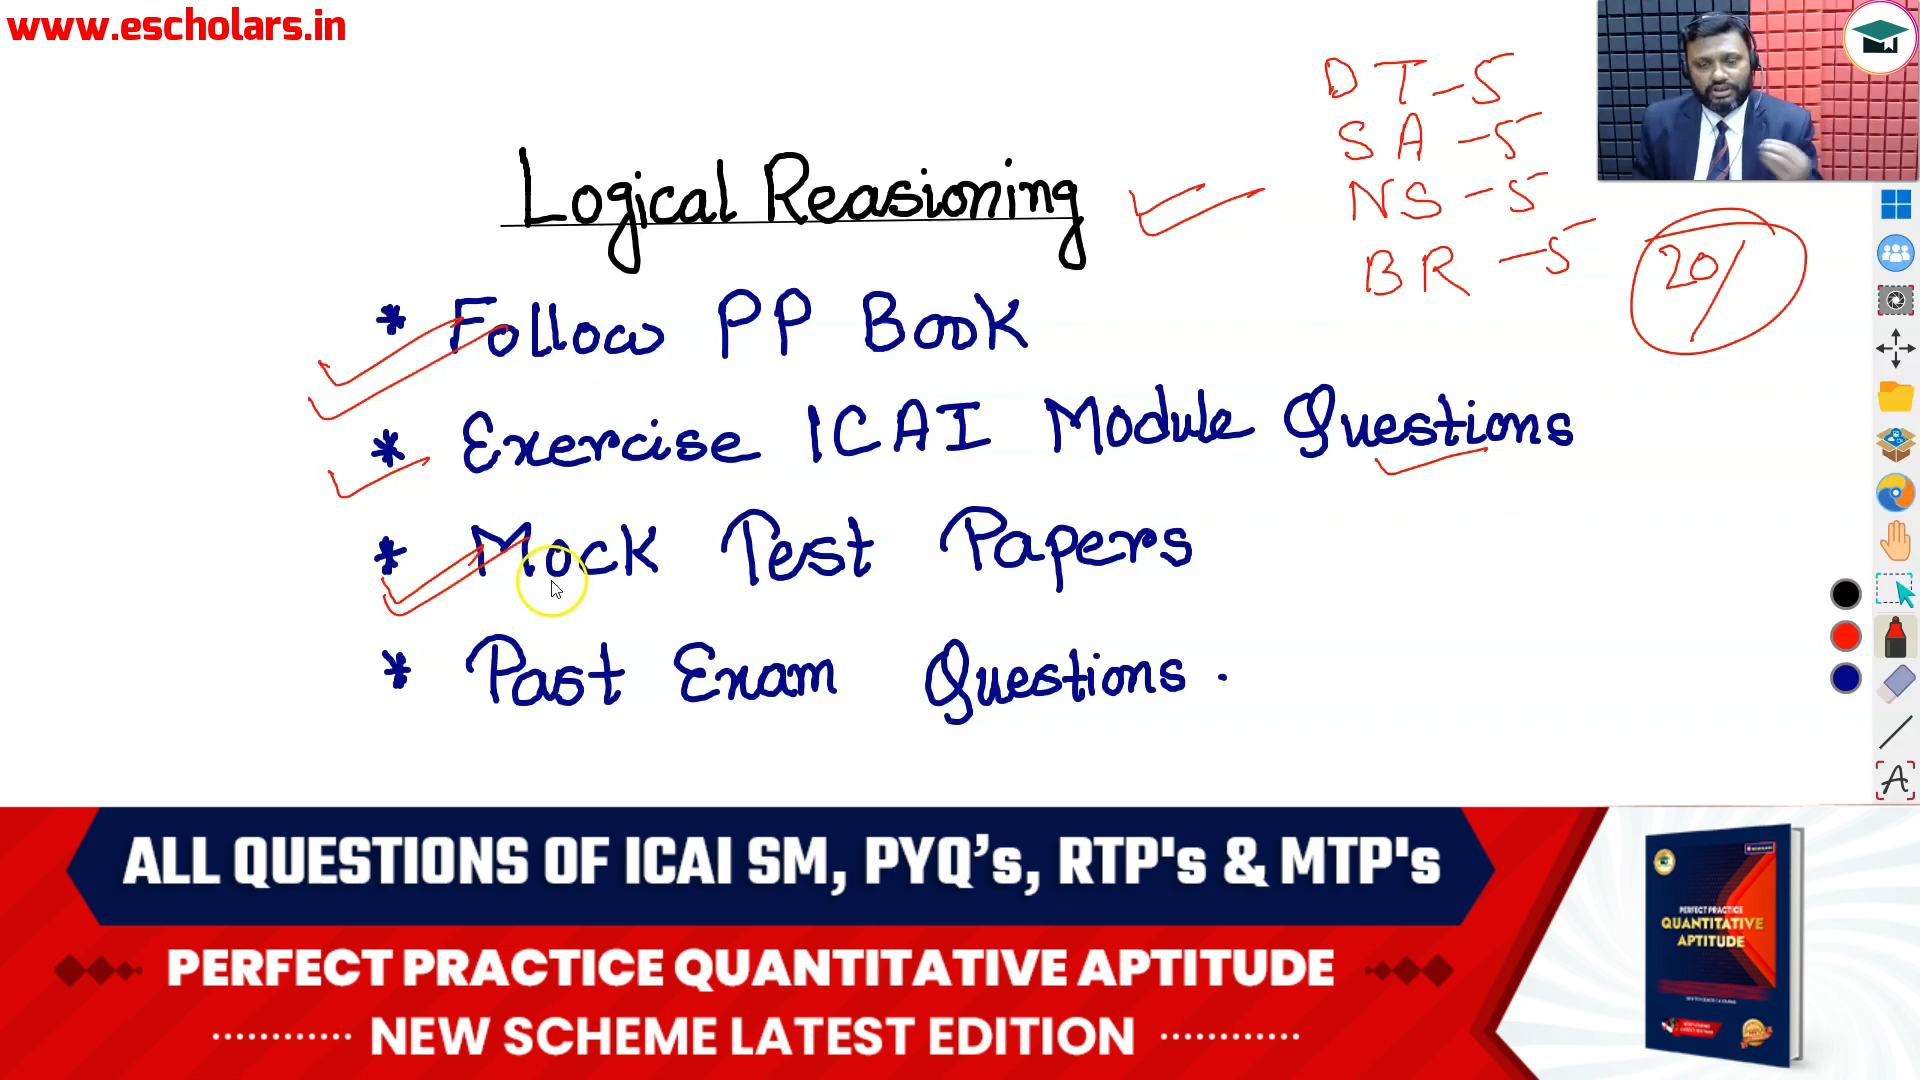 www.escholars.in
DT-5
SA-5
NS-5
BR-5
20/
Logical Reasioning
* Follow PP Book
* Exercise ICAI Module Questions
* Mock Test Papers
* Past Exam Questions.
ALL QUESTIONS OF ICAI SM, PYQ's, RTP's & MTP's
PERFECT PRACTICE QUANTITATIVE APTITUDE
NEW SCHEME LATEST EDITION
PERFECT PRACTICE
QUANTITATIVE
APTITUDE
A